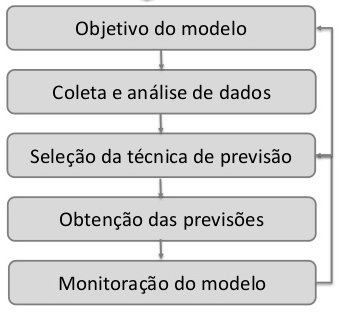 Objetivo do modelo
Coleta e análise de dados
Seleção da técnica de previsão
Obtenção das previsões
Monitoração do modelo